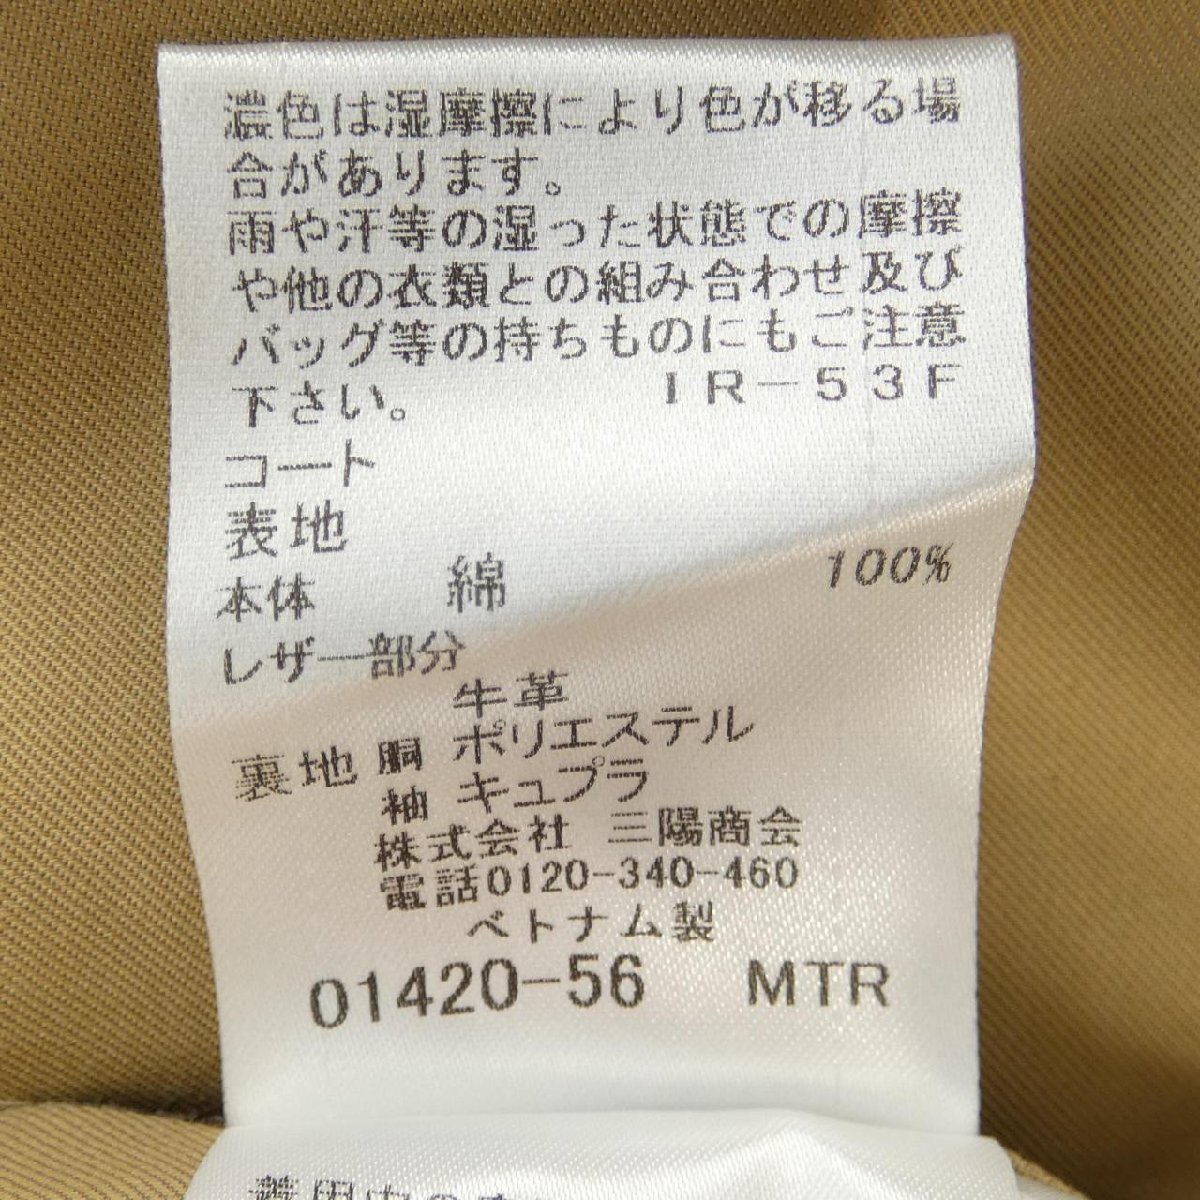 濃色は湿摩擦により色が移る場
合があります。
雨や汗等の湿った状態での摩擦
や他の衣類との組み合わせ及び
バッグ等の持ちものにもご注意
下さい。 IR-53F
コート
表地
本体 綿 100%
レザー部分
牛革
裏地 胴 ポリエステル
袖 キュプラ
株式会社 三陽商会
電話0120-340-460
ベトナム製
01420-56 MTR